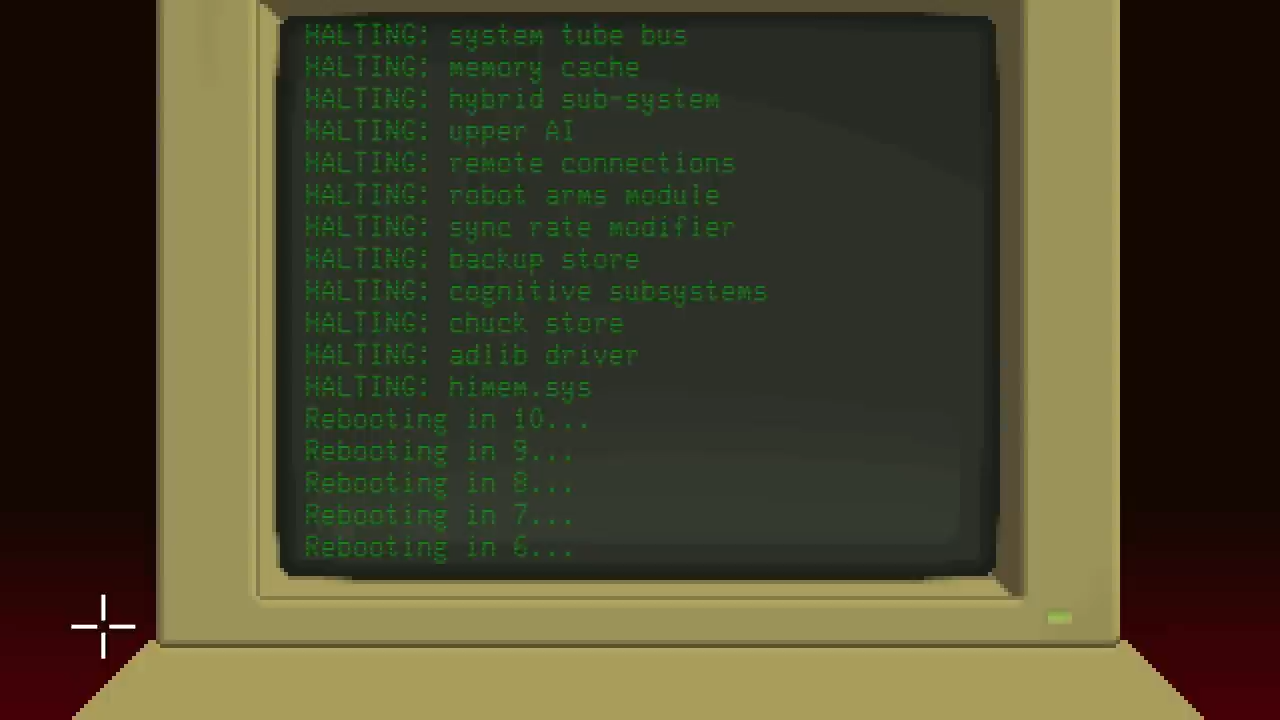 HALTING: system tube bus
HALTING: memory cache
HALTING: hybrid sub-system
HALTING: upper AI
HALTING: remote connections
HALTING: robot arms module
HALTING: sync rate modifier
HALTING: backup store
HALTING: cognitive subsystems
HALTING: chuck store
HALTING: adlib driver
HALTING: himem.sys
Rebooting in 10...
Rebooting in 9...
Rebooting in 8...
Rebooting in 7...
Rebooting in 6...